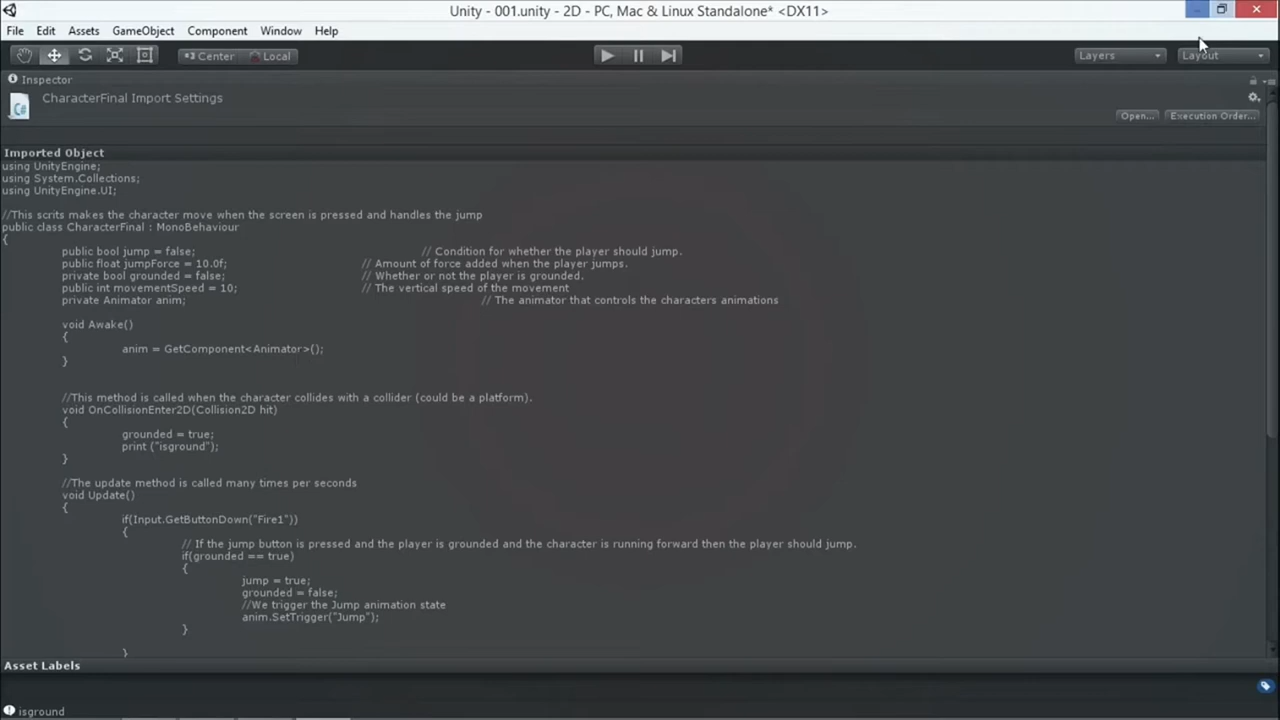 Unity - 001.unity - 2D - PC, Mac & Linux Standalone* <DX11>
File Edit Assets GameObject Component Window Help
Center Local Layers Layout
Inspector
CharacterFinal Import Settings
C#
Open... Execution Order...
Imported Object
using UnityEngine;
using System.Collections;
using UnityEngine.UI;
//This scrits makes the character move when the screen is pressed and handles the jump
public class CharacterFinal : MonoBehaviour
{
public bool jump = false; // Condition for whether the player should jump.
public float jumpForce = 10.0f; // Amount of force added when the player jumps.
private bool grounded = false; // Whether or not the player is grounded.
public int movementSpeed = 10; // The vertical speed of the movement
private Animator anim; // The animator that controls the characters animations
void Awake()
{
anim = GetComponent<Animator>();
}
//This method is called when the character collides with a collider (could be a platform).
void OnCollisionEnter2D(Collision2D hit)
{
grounded = true;
print ("isground");
}
//The update method is called many times per seconds
void Update()
{
if(Input.GetButtonDown("Fire1"))
{
// If the jump button is pressed and the player is grounded and the character is running forward then the player should jump.
if(grounded == true)
{
jump = true;
grounded = false;
//We trigger the Jump animation state
anim.SetTrigger("Jump");
}
}
Asset Labels
isground